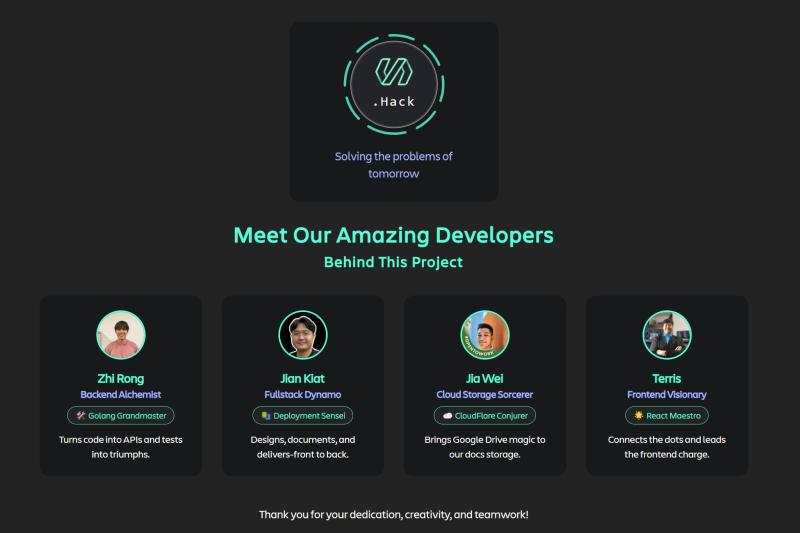 .Hack
Solving the problems of
tomorrow
Meet Our Amazing Developers
Behind This Project
Zhi Rong
Backend Alchemist
🛠️ Golang Grandmaster
Turns code into APIs and tests
into triumphs.
Jian Kiat
Fullstack Dynamo
Deployment Sensei
Designs, documents, and
delivers–front to back.
#OPENTOWORK
Jia Wei
Cloud Storage Sorcerer
☁️ CloudFlare Conjurer
Brings Google Drive magic to
our docs storage.
Terris
Frontend Visionary
🌟 React Maestro
Connects the dots and leads
the frontend charge.
Thank you for your dedication, creativity, and teamwork!